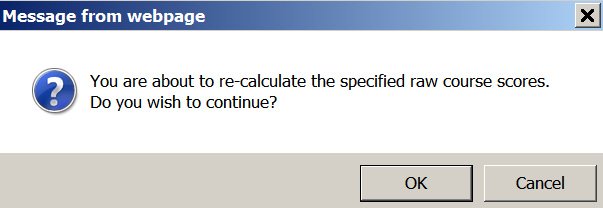 Message from webpage
You are about to re-calculate the specified raw course scores.
Do you wish to continue?
OK
Cancel